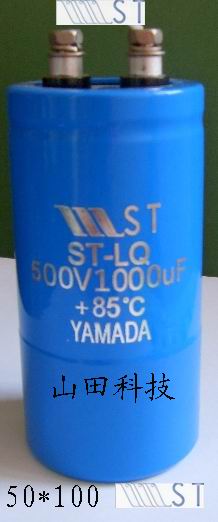 ST
ST
ST-LQ
500V1000uF
+85℃
YAMADA
山田科技
50*100 ST